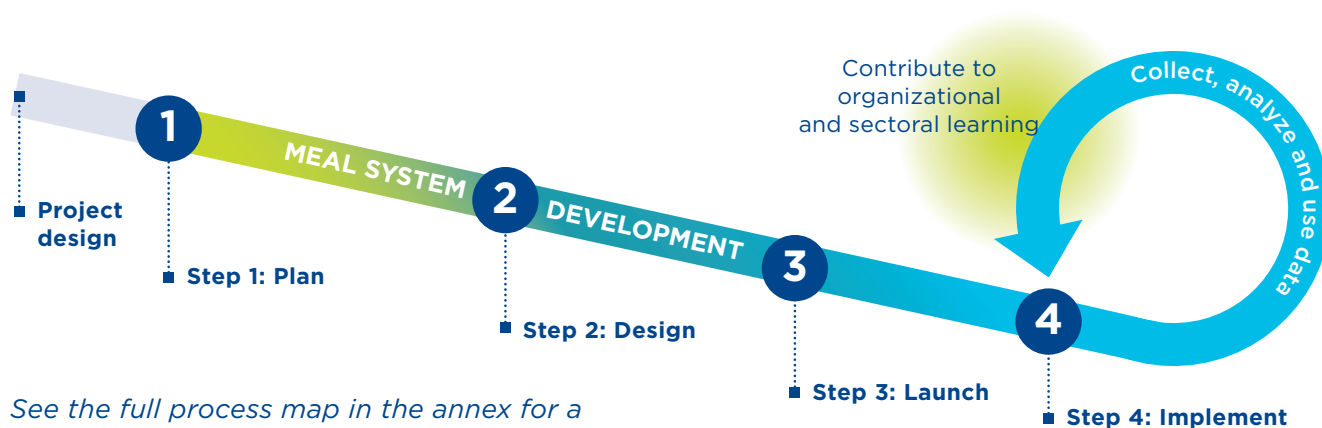 Contribute to
organizational
and sectoral learning
Collect, analyze and use data
1
MEAL SYSTEM
2
DEVELOPMENT
3
4
Project
design
Step 1: Plan
Step 2: Design
Step 3: Launch
Step 4: Implement
See the full process map in the annex for a